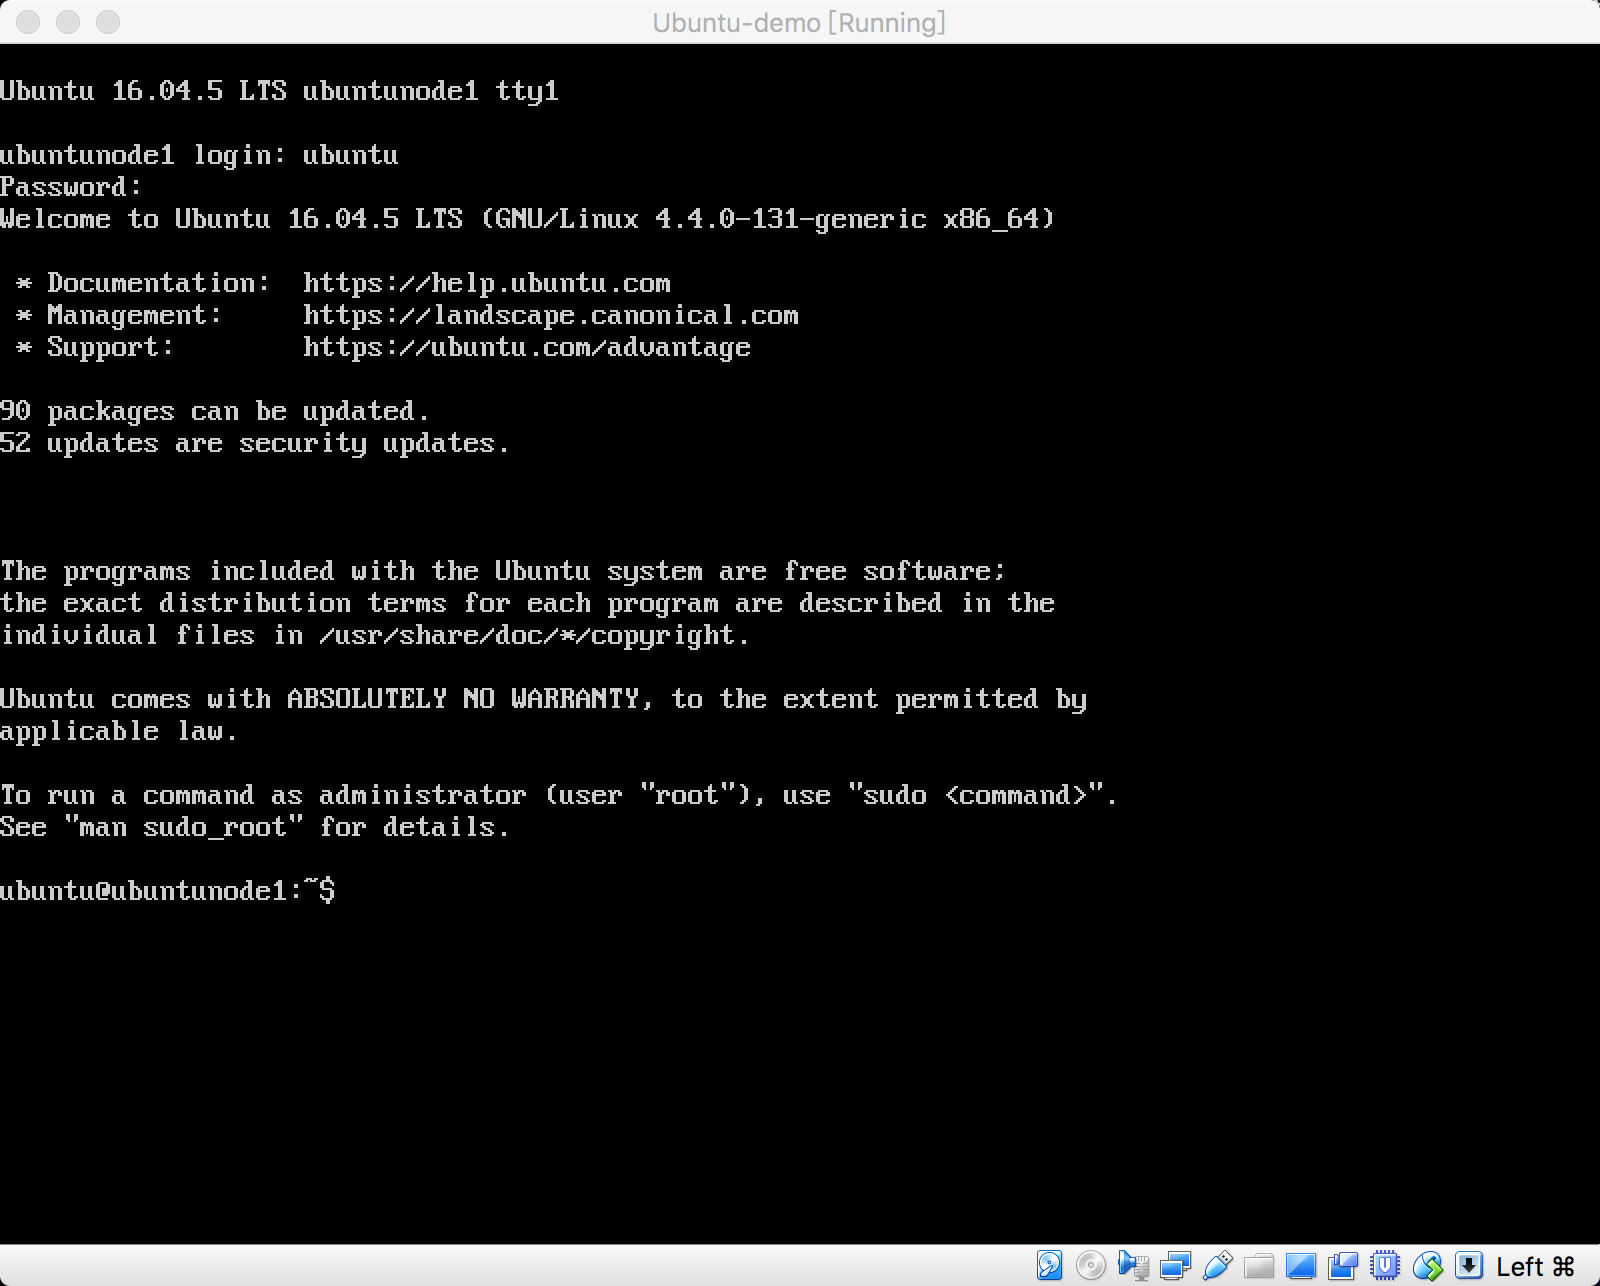 Ubuntu-demo [Running]
Ubuntu 16.04.5 LTS ubuntunode1 tty1
ubuntunode1 login: ubuntu
Password:
Welcome to Ubuntu 16.04.5 LTS (GNU/Linux 4.4.0-131-generic x86_64)
* Documentation:  https://help.ubuntu.com
* Management:     https://landscape.canonical.com
* Support:        https://ubuntu.com/advantage
90 packages can be updated.
52 updates are security updates.
The programs included with the Ubuntu system are free software;
the exact distribution terms for each program are described in the
individual files in /usr/share/doc/*/copyright.
Ubuntu comes with ABSOLUTELY NO WARRANTY, to the extent permitted by
applicable law.
To run a command as administrator (user "root"), use "sudo <command>".
See "man sudo_root" for details.
ubuntu@ubuntunode1:~$
Left ⌘